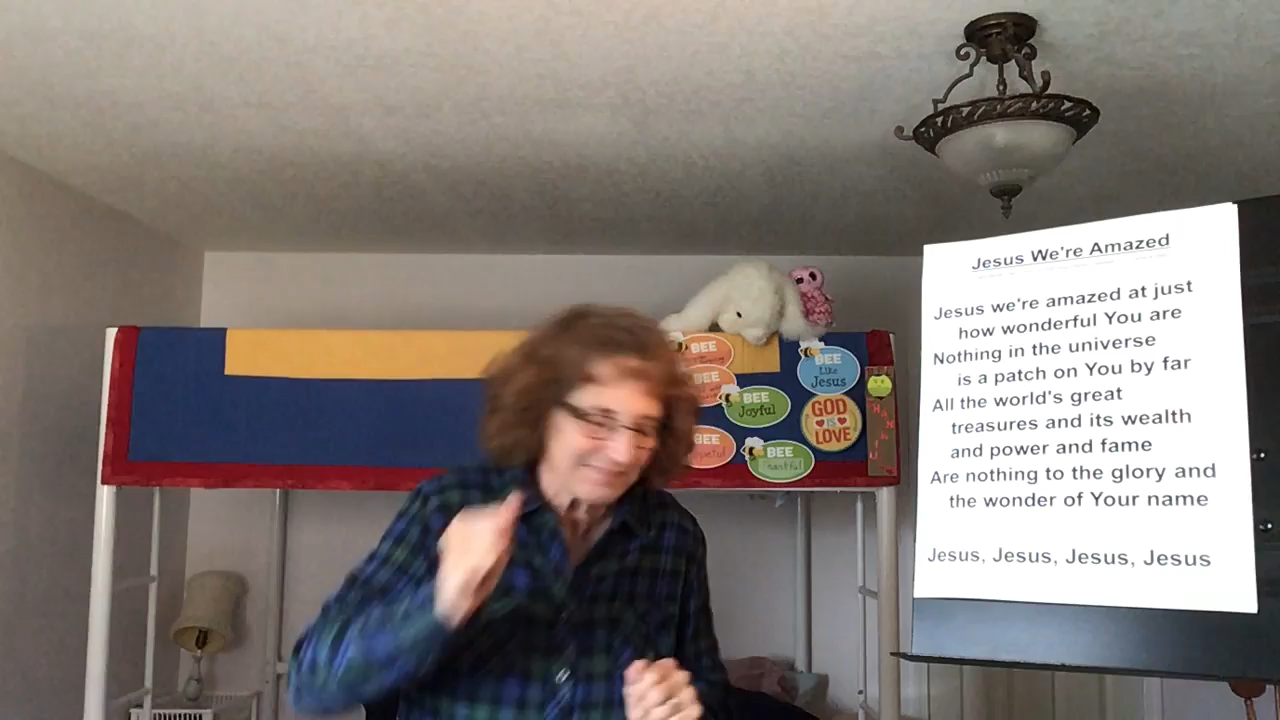 Jesus We're Amazed
Jesus we're amazed at just
how wonderful You are
Nothing in the universe
is a patch on You by far
All the world's great
treasures and its wealth
and power and fame
Are nothing to the glory and
the wonder of Your name
Jesus, Jesus, Jesus, Jesus
BEE
BEE
BEE
Joyful
BEE
BEE
Thankful
BEE
Like
Jesus
GOD
IS
LOVE